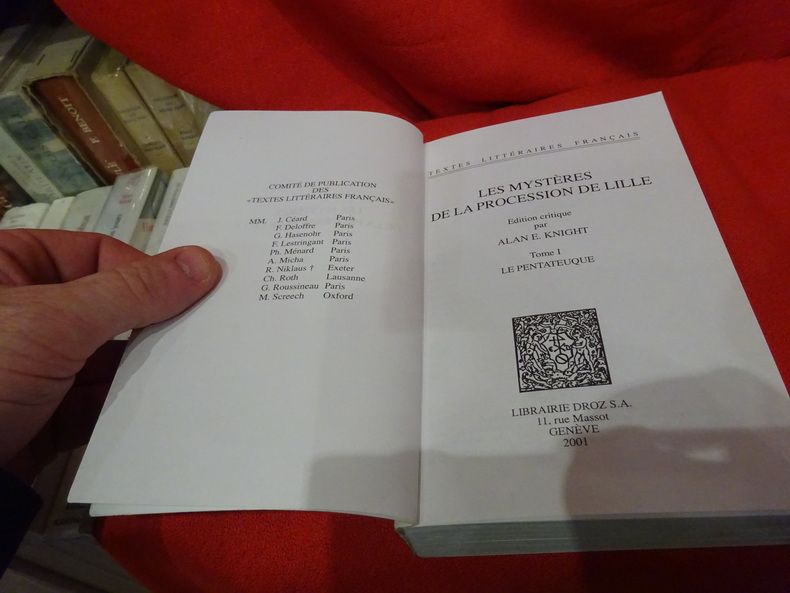 F. BENOIT
COMITÉ DE PUBLICATION
DES
«TEXTES LITTÉRAIRES FRANÇAIS»
MM. J. Céard Paris
F. Deloffre Paris
G. Hasenohr Paris
F. Lestringant Paris
Ph. Ménard Paris
A. Micha Paris
R. Niklaus † Exeter
Ch. Roth Lausanne
G. Roussineau Paris
M. Screech Oxford
TEXTES LITTÉRAIRES FRANÇAIS
LES MYSTÈRES
DE LA PROCESSION DE LILLE
Edition critique
par
ALAN E. KNIGHT
Tome I
LE PENTATEUQUE
LIBRAIRIE DROZ S.A.
11, rue Massot
GENÈVE
2001